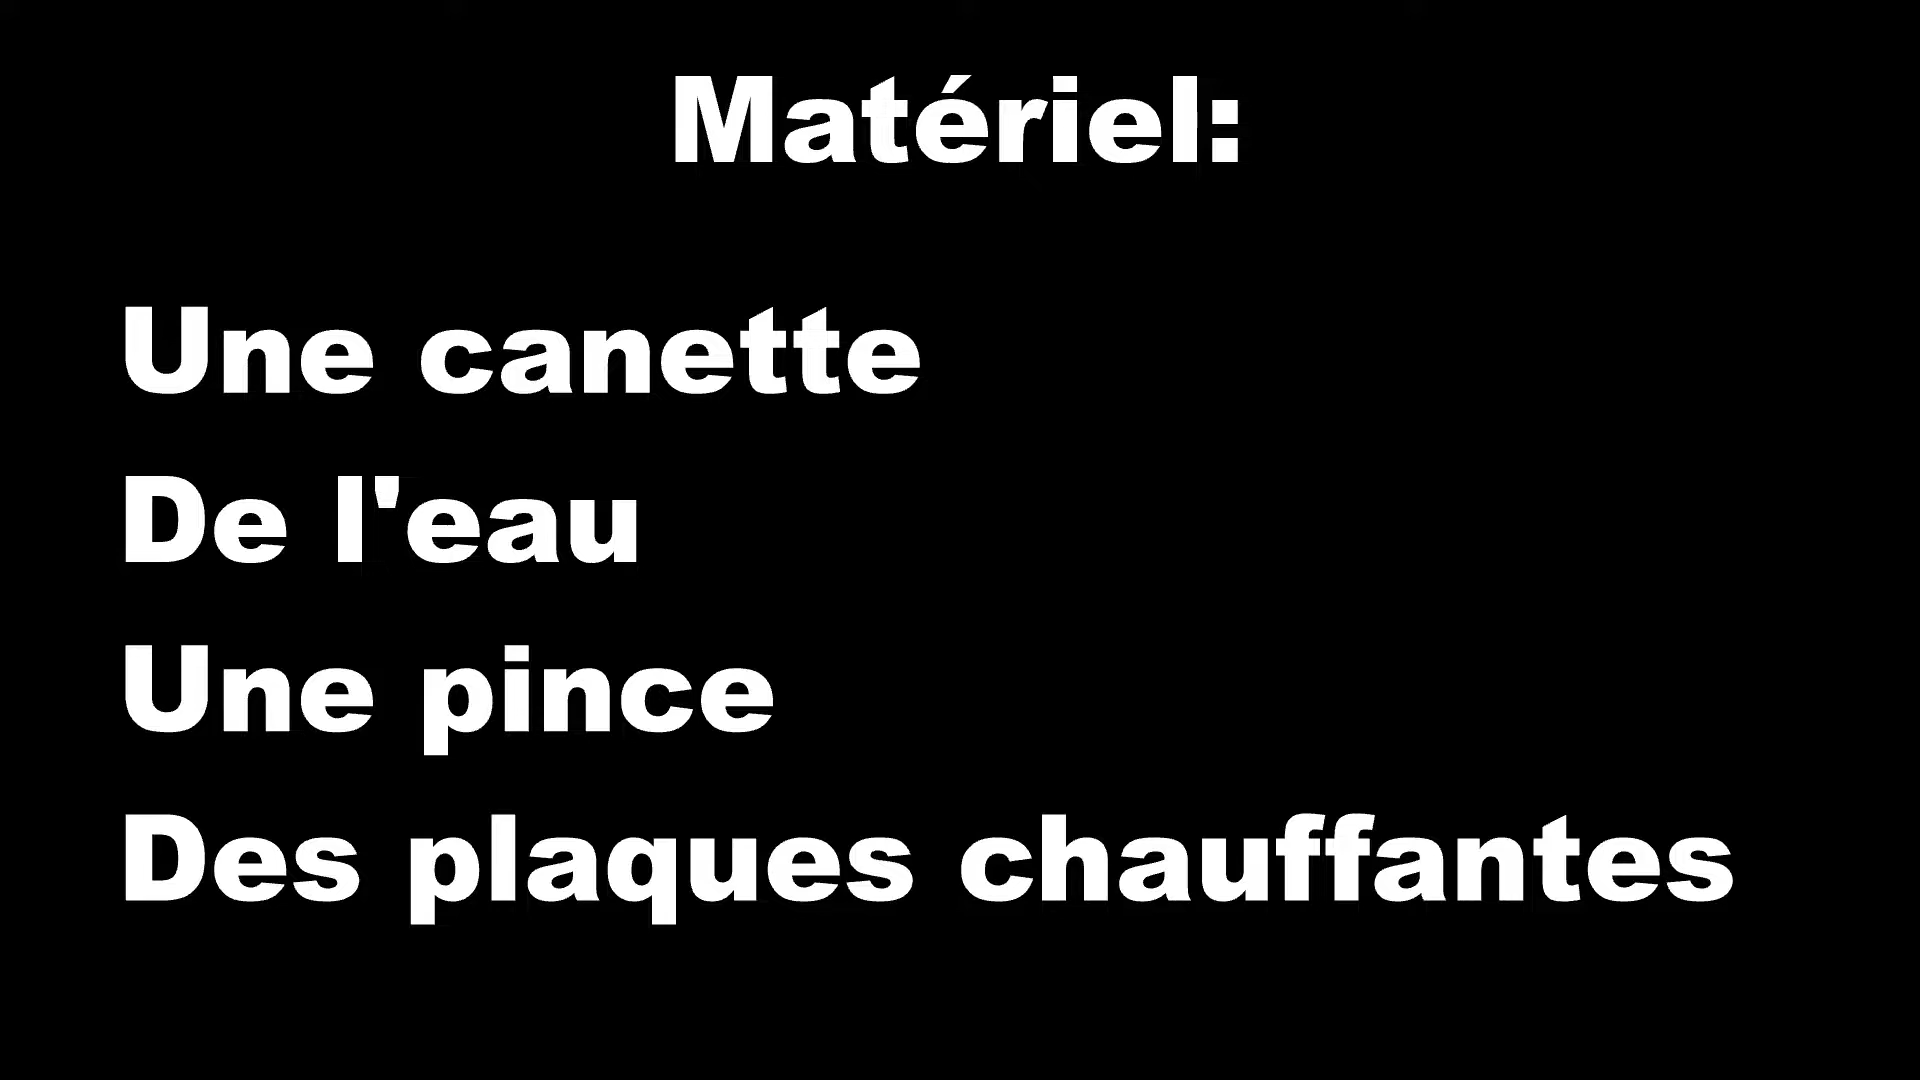 Matériel:
Une canette
De l'eau
Une pince
Des plaques chauffantes